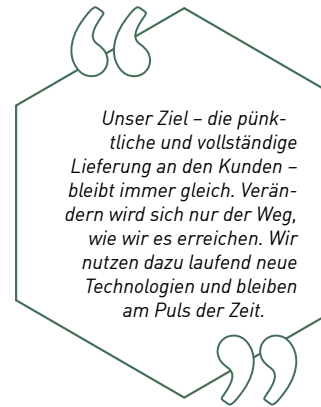 Unser Ziel – die pünk-
tliche und vollständige
Lieferung an den Kunden –
bleibt immer gleich. Verän-
dern wird sich nur der Weg,
wie wir es erreichen. Wir
nutzen dazu laufend neue
Technologien und bleiben
am Puls der Zeit.